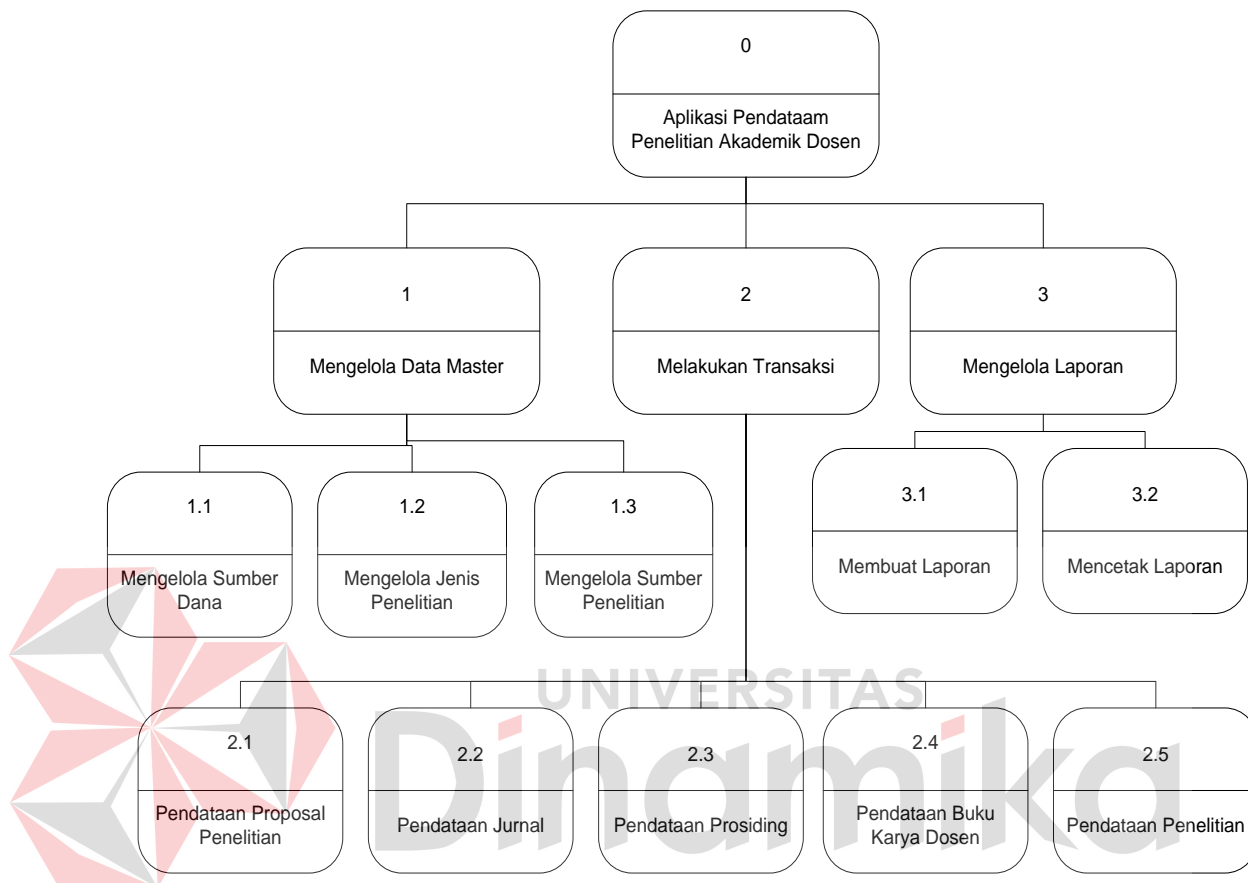 0
Aplikasi Pendataam
Penelitian Akademik Dosen
1
Mengelola Data Master
2
Melakukan Transaksi
3
Mengelola Laporan
1.1
Mengelola Sumber
Dana
1.2
Mengelola Jenis
Penelitian
1.3
Mengelola Sumber
Penelitian
3.1
Membuat Laporan
3.2
Mencetak Laporan
UNIVERSITAS
Dinamika
2.1
Pendataan Proposal
Penelitian
2.2
Pendataan Jurnal
2.3
Pendataan Prosiding
2.4
Pendataan Buku
Karya Dosen
2.5
Pendataan Penelitian